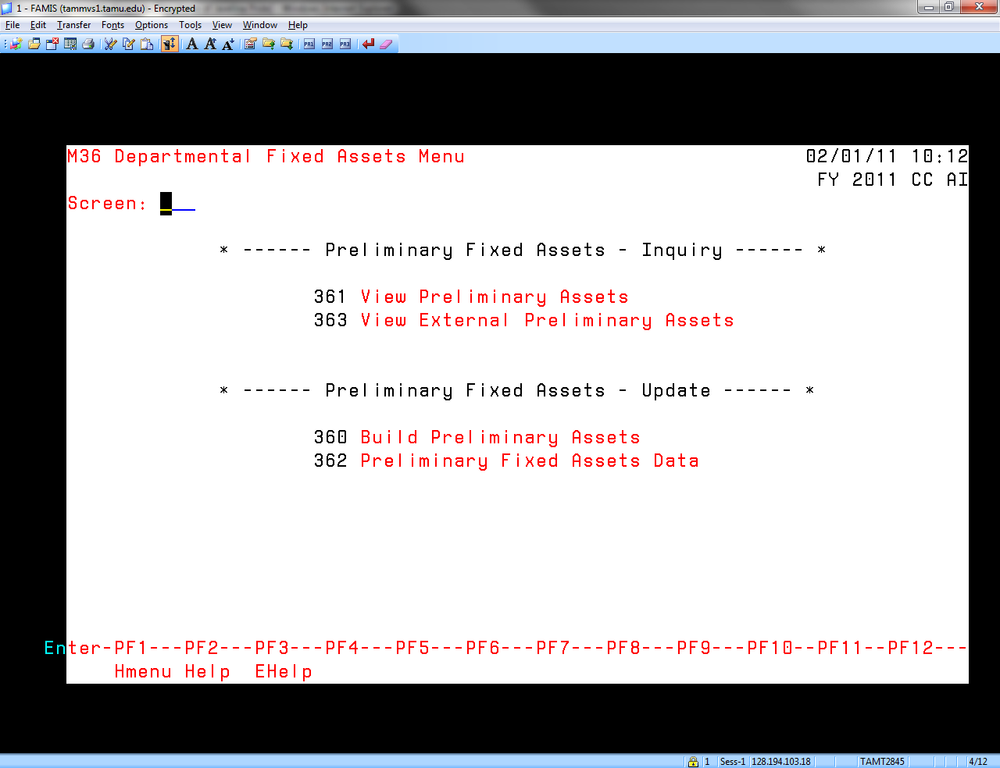 1 - FAMIS (tammvs1.tamu.edu) - Encrypted
File Edit Transfer Fonts Options Tools View Window Help
PA1 PA2 PA3
M36 Departmental Fixed Assets Menu 02/01/11 10:12
FY 2011 CC AI
Screen: ___
* ------ Preliminary Fixed Assets - Inquiry ------ *
361 View Preliminary Assets
363 View External Preliminary Assets
* ------ Preliminary Fixed Assets - Update ------ *
360 Build Preliminary Assets
362 Preliminary Fixed Assets Data
Enter-PF1---PF2---PF3---PF4---PF5---PF6---PF7---PF8---PF9---PF10--PF11--PF12---
Hmenu Help EHelp
1 Sess-1 128.194.103.18 TAMT2845 4/12